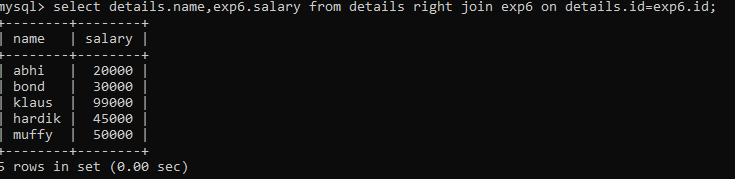 mysql> select details.name,exp6.salary from details right join exp6 on details.id=exp6.id;
+--------+--------+
| name   | salary |
+--------+--------+
| abhi   |  20000 |
| bond   |  30000 |
| klaus  |  99000 |
| hardik |  45000 |
| muffy  |  50000 |
+--------+--------+
5 rows in set (0.00 sec)